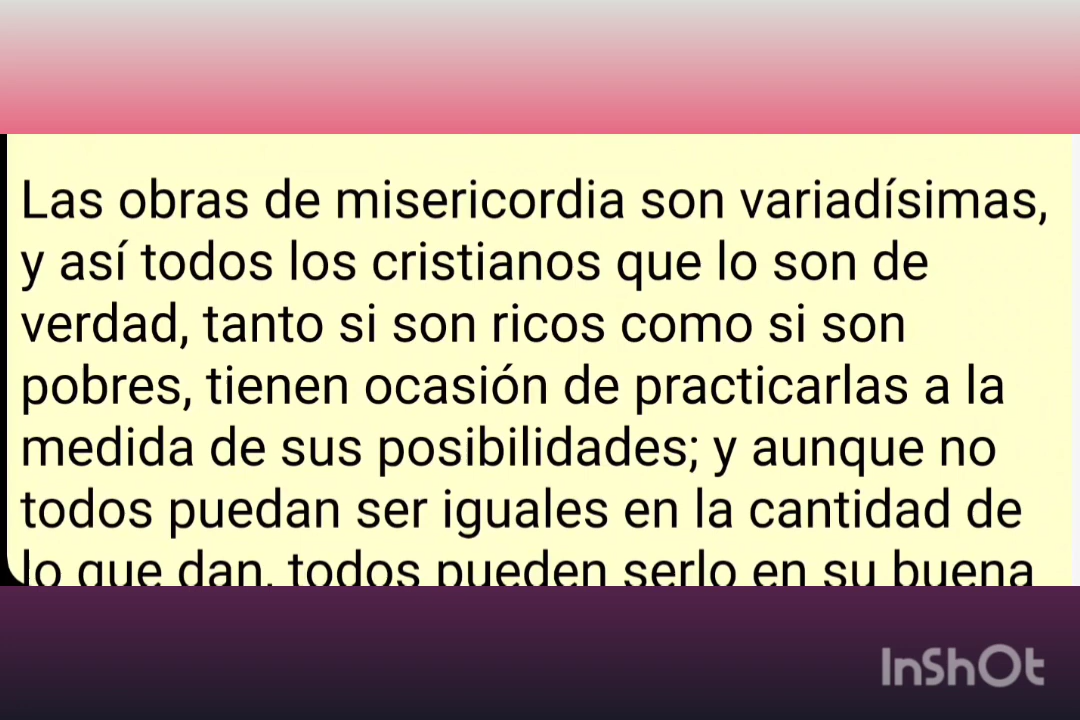 Las obras de misericordia son variadísimas,
y así todos los cristianos que lo son de
verdad, tanto si son ricos como si son
pobres, tienen ocasión de practicarlas a la
medida de sus posibilidades; y aunque no
todos puedan ser iguales en la cantidad de
lo que dan, todos pueden serlo en su buena
InShOt